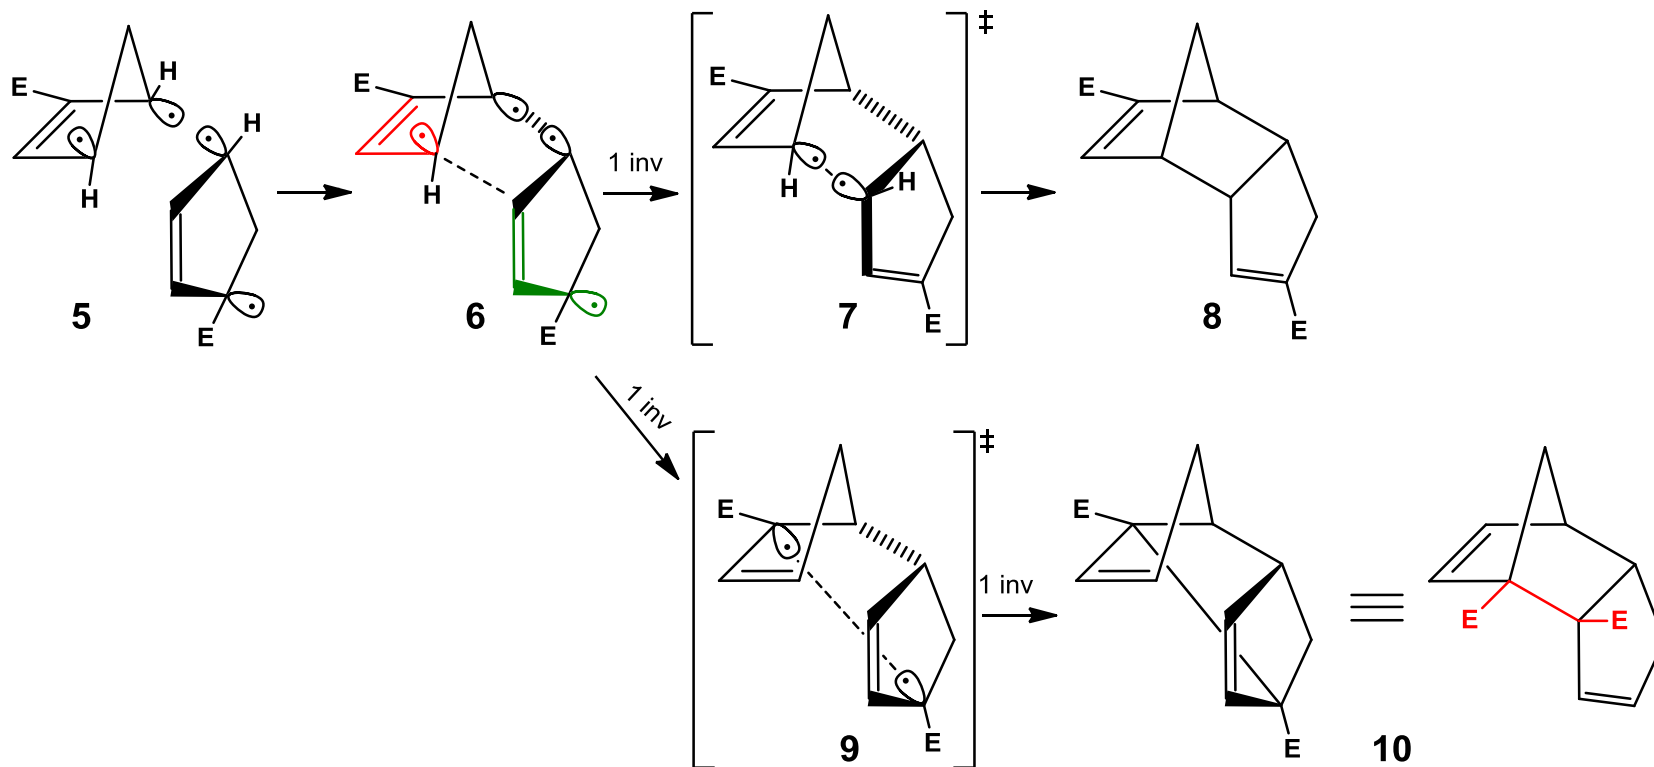 E H H H E 5
E H E 6
1 inv
‡
E H H E 7
E E 8
1 inv
‡
E E 9
1 inv
E E E E 10